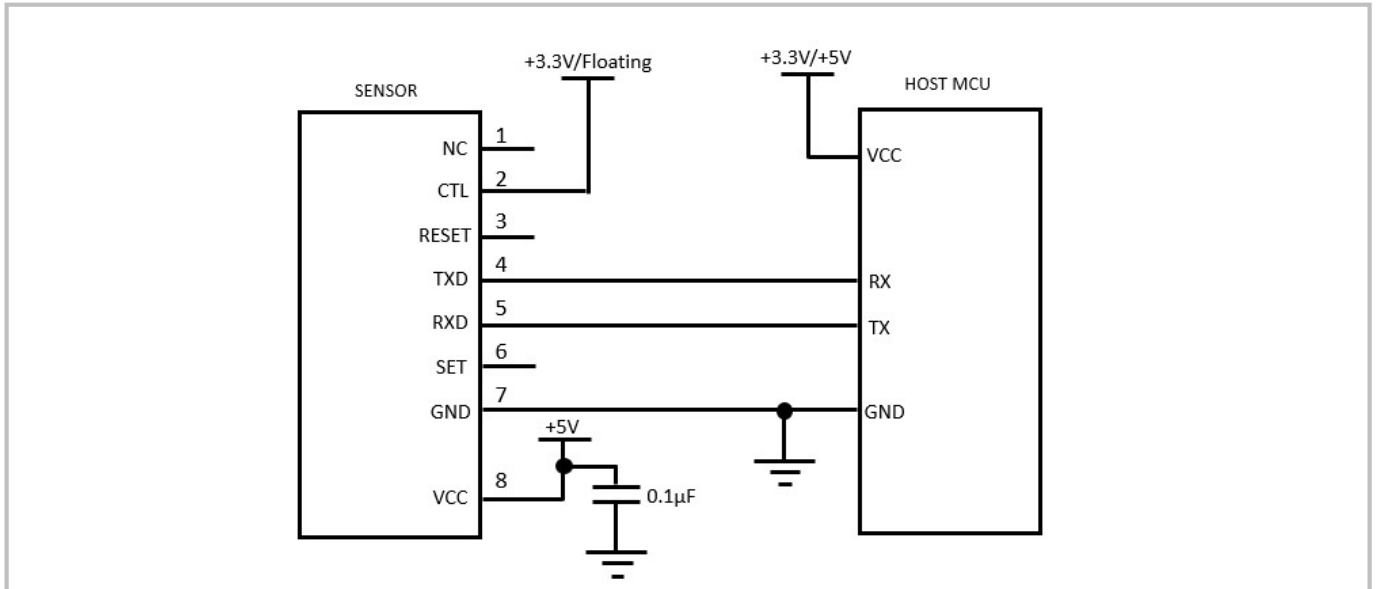 +3.3V/Floating
+3.3V/+5V
SENSOR
HOST MCU
NC 1
CTL 2
VCC
RESET 3
TXD 4
RX
RXD 5
TX
SET 6
GND 7
GND
+5V
VCC 8
0.1µF